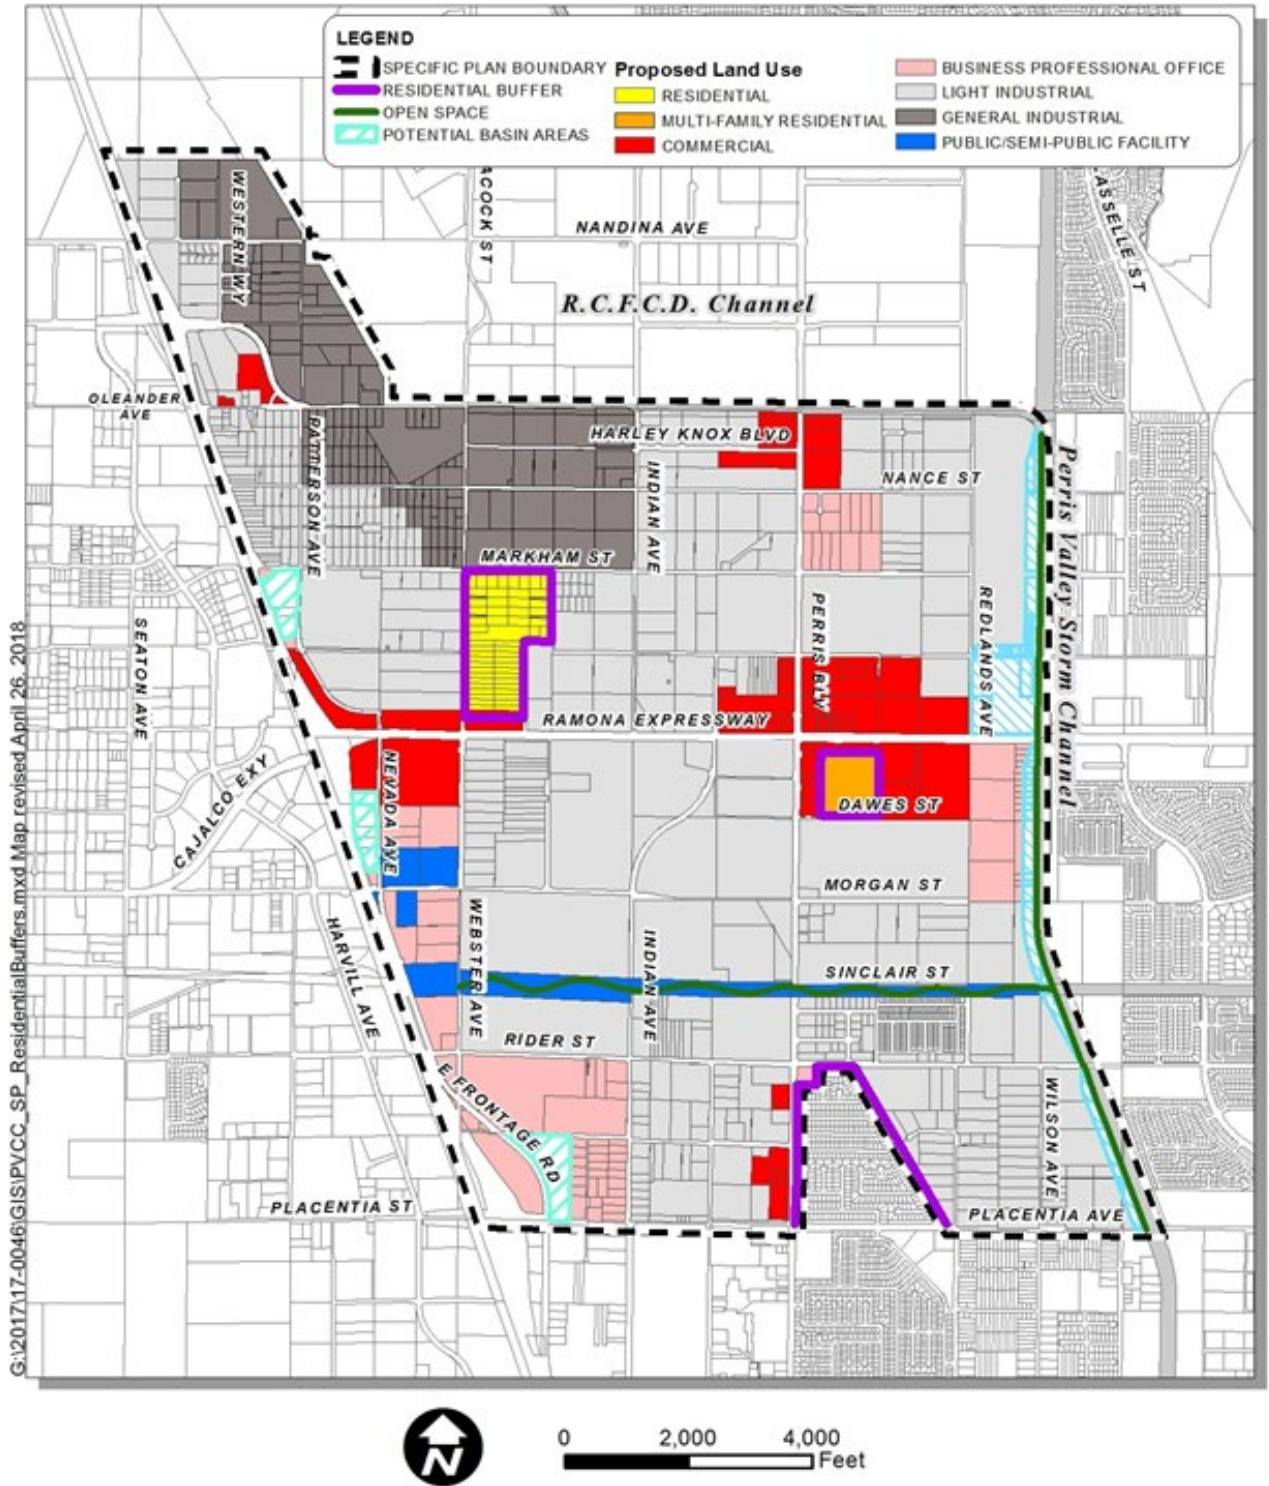 LEGEND
SPECIFIC PLAN BOUNDARY
RESIDENTIAL BUFFER
OPEN SPACE
POTENTIAL BASIN AREAS
Proposed Land Use
RESIDENTIAL
MULTI-FAMILY RESIDENTIAL
COMMERCIAL
BUSINESS PROFESSIONAL OFFICE
LIGHT INDUSTRIAL
GENERAL INDUSTRIAL
PUBLIC/SEMI-PUBLIC FACILITY
WESTERN WY
ACOCK ST
NANDINA AVE
ASSELLE ST
R.C.F.C.D. Channel
OLEANDER
AVE
PATTERSON AVE
HARLEY KNOX BLVD
INDIAN AVE
NANCE ST
Perris Valley Storm Channel
MARKHAM ST
SEATON AVE
PERRIS BLV
REDLANDS AVE
RAMONA EXPRESSWAY
CAJALCO EXY
NEVADA AVE
DAWES ST
MORGAN ST
HARVILL AVE
WEBSTER AVE
INDIAN AVE
SINCLAIR ST
RIDER ST
E FRONTAGE RD
WILSON AVE
PLACENTIA ST
PLACENTIA AVE
G:\2017\17-0046\GIS\PVCC_SP_ResidentialBuffers.mxd Map revised April 26, 2018.
N
0 2,000 4,000
Feet